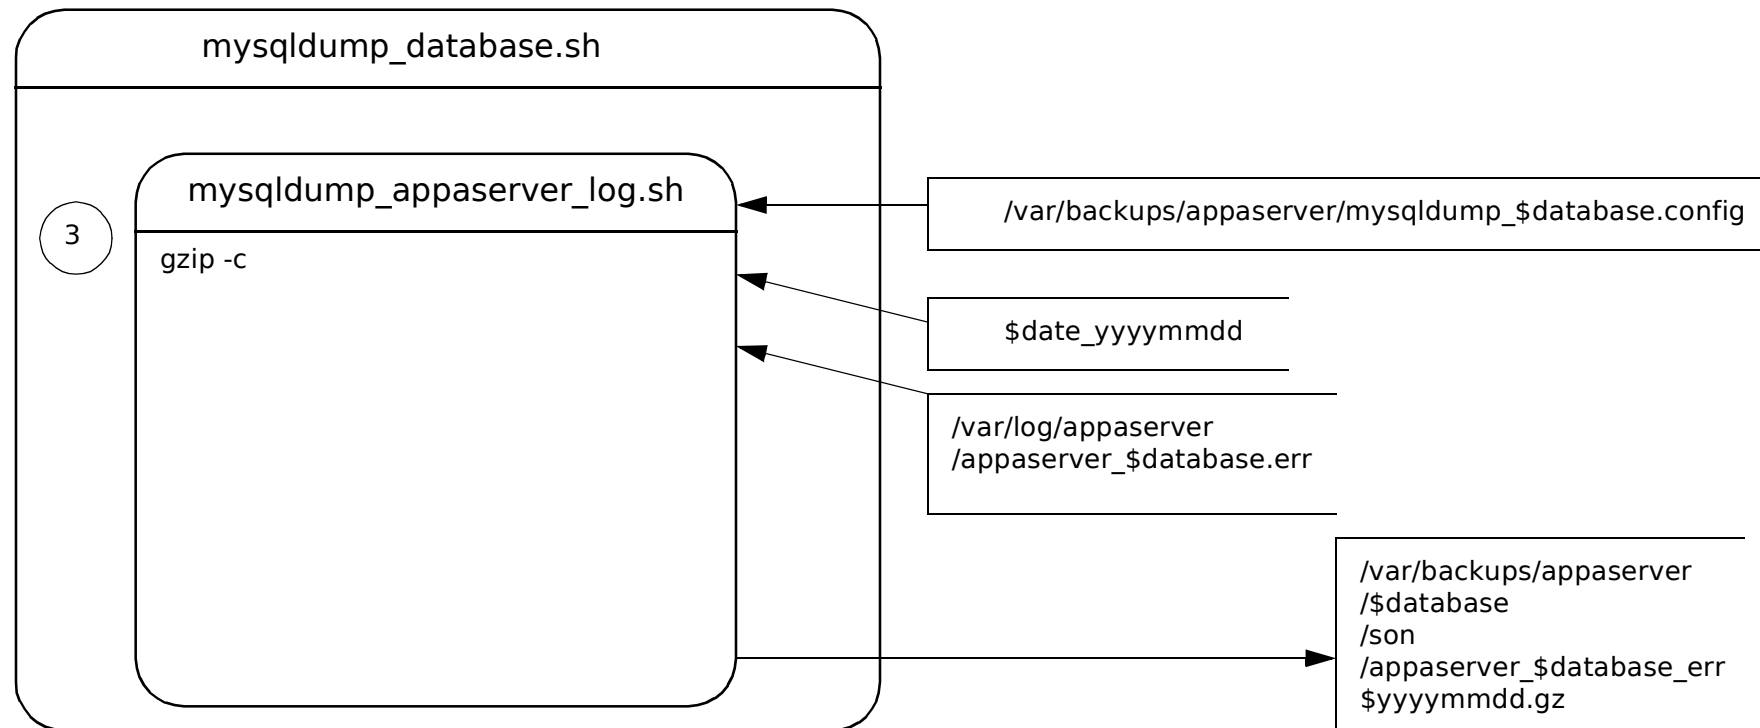 mysqldump_database.sh
mysqldump_appaserver_log.sh
3
gzip -c
/var/backups/appaserver/mysqldump_$database.config
$date_yyyymmdd
/var/log/appaserver
/appaserver_$database.err
/var/backups/appaserver
/$database
/son
/appaserver_$database_err
$yyyymmdd.gz